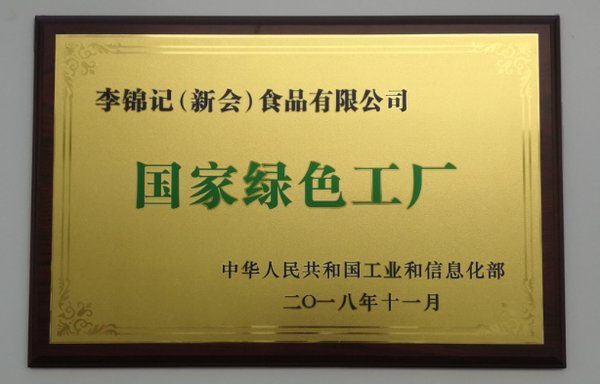 李锦记(新会)食品有限公司
国家绿色工厂
中华人民共和国工业和信息化部
二〇一八年十一月